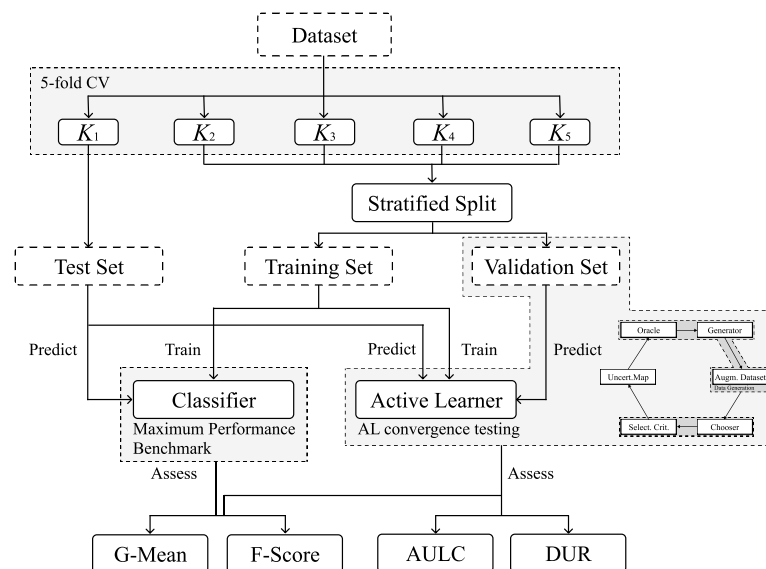 Dataset
5-fold CV
K1 K2 K3 K4 K5
Stratified Split
Test Set Training Set Validation Set
Oracle Generator
Predict Train Predict Train Predict
Uncert.Map Augm. Dataset
Data Generation
Classifier Active Learner
Select. Crit. Chooser
Maximum Performance
Benchmark
AL convergence testing
Assess Assess
G-Mean F-Score AULC DUR